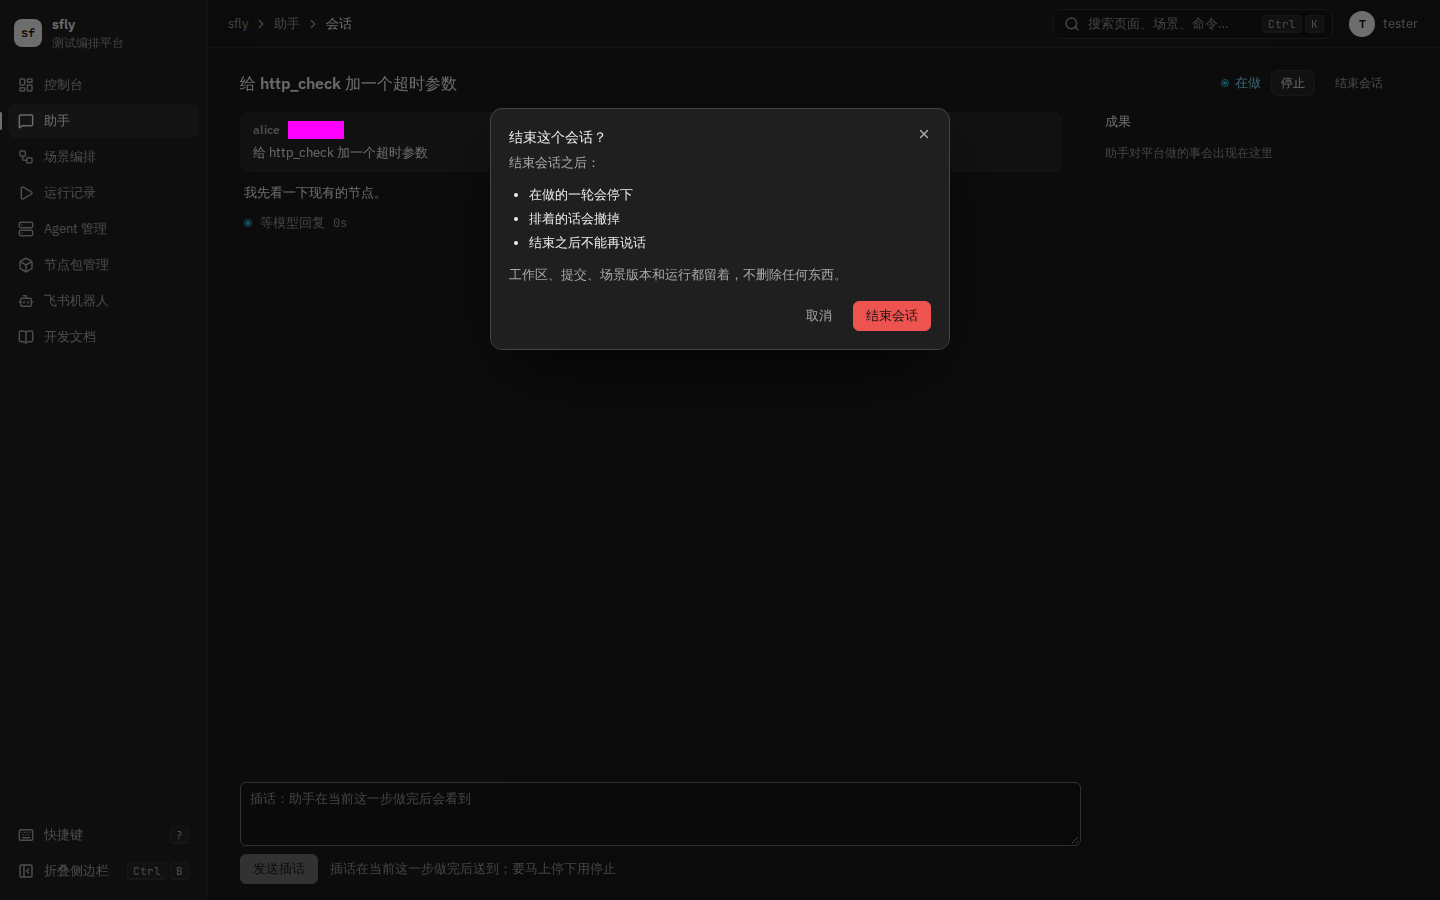 sf
sfly
测试编排平台
控制台
助手
场景编排
运行记录
Agent 管理
节点包管理
飞书机器人
开发文档
快捷键 ?
折叠侧边栏 Ctrl B
sfly > 助手 > 会话
搜索页面、场景、命令... Ctrl K
T tester
给 http_check 加一个超时参数
在做 停止 结束会话
alice
给 http_check 加一个超时参数
我先看一下现有的节点。
等模型回复 0s
成果
助手对平台做的事会出现在这里
结束这个会话？
结束会话之后：
在做的一轮会停下
排着的话会撤掉
结束之后不能再说话
工作区、提交、场景版本和运行都留着，不删除任何东西。
取消 结束会话
插话：助手在当前这一步做完后会看到
发送插话 插话在当前这一步做完后送到；要马上停下用停止